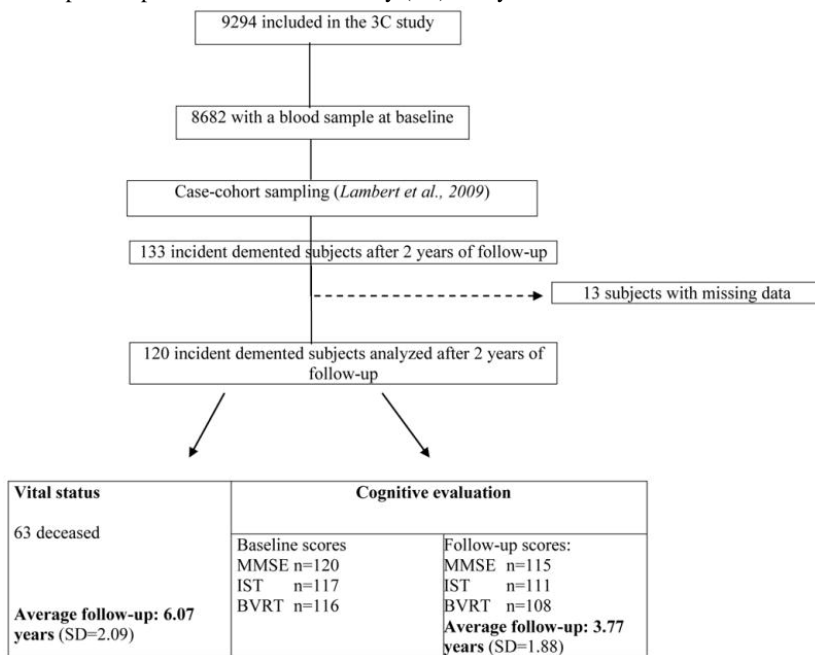 9294 included in the 3C study
8682 with a blood sample at baseline
Case-cohort sampling (Lambert et al., 2009)
133 incident demented subjects after 2 years of follow-up
13 subjects with missing data
120 incident demented subjects analyzed after 2 years of
follow-up
Vital status
63 deceased
Average follow-up: 6.07
years (SD=2.09)
Cognitive evaluation
Baseline scores
MMSE n=120
IST n=117
BVRT n=116
Follow-up scores:
MMSE n=115
IST n=111
BVRT n=108
Average follow-up: 3.77
years (SD=1.88)